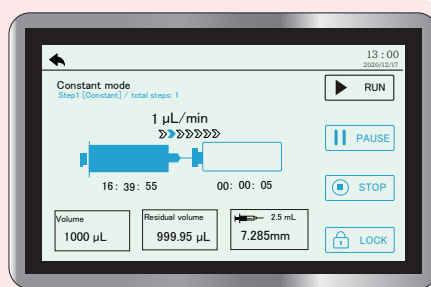 13:00
2020/12/17
Constant mode
Step1 [Constant] / total steps: 1
RUN
1 μL/min
PAUSE
16: 39: 55
00: 00: 05
STOP
Volume
1000 μL
Residual volume
999.95 μL
2.5 mL
7.285mm
LOCK